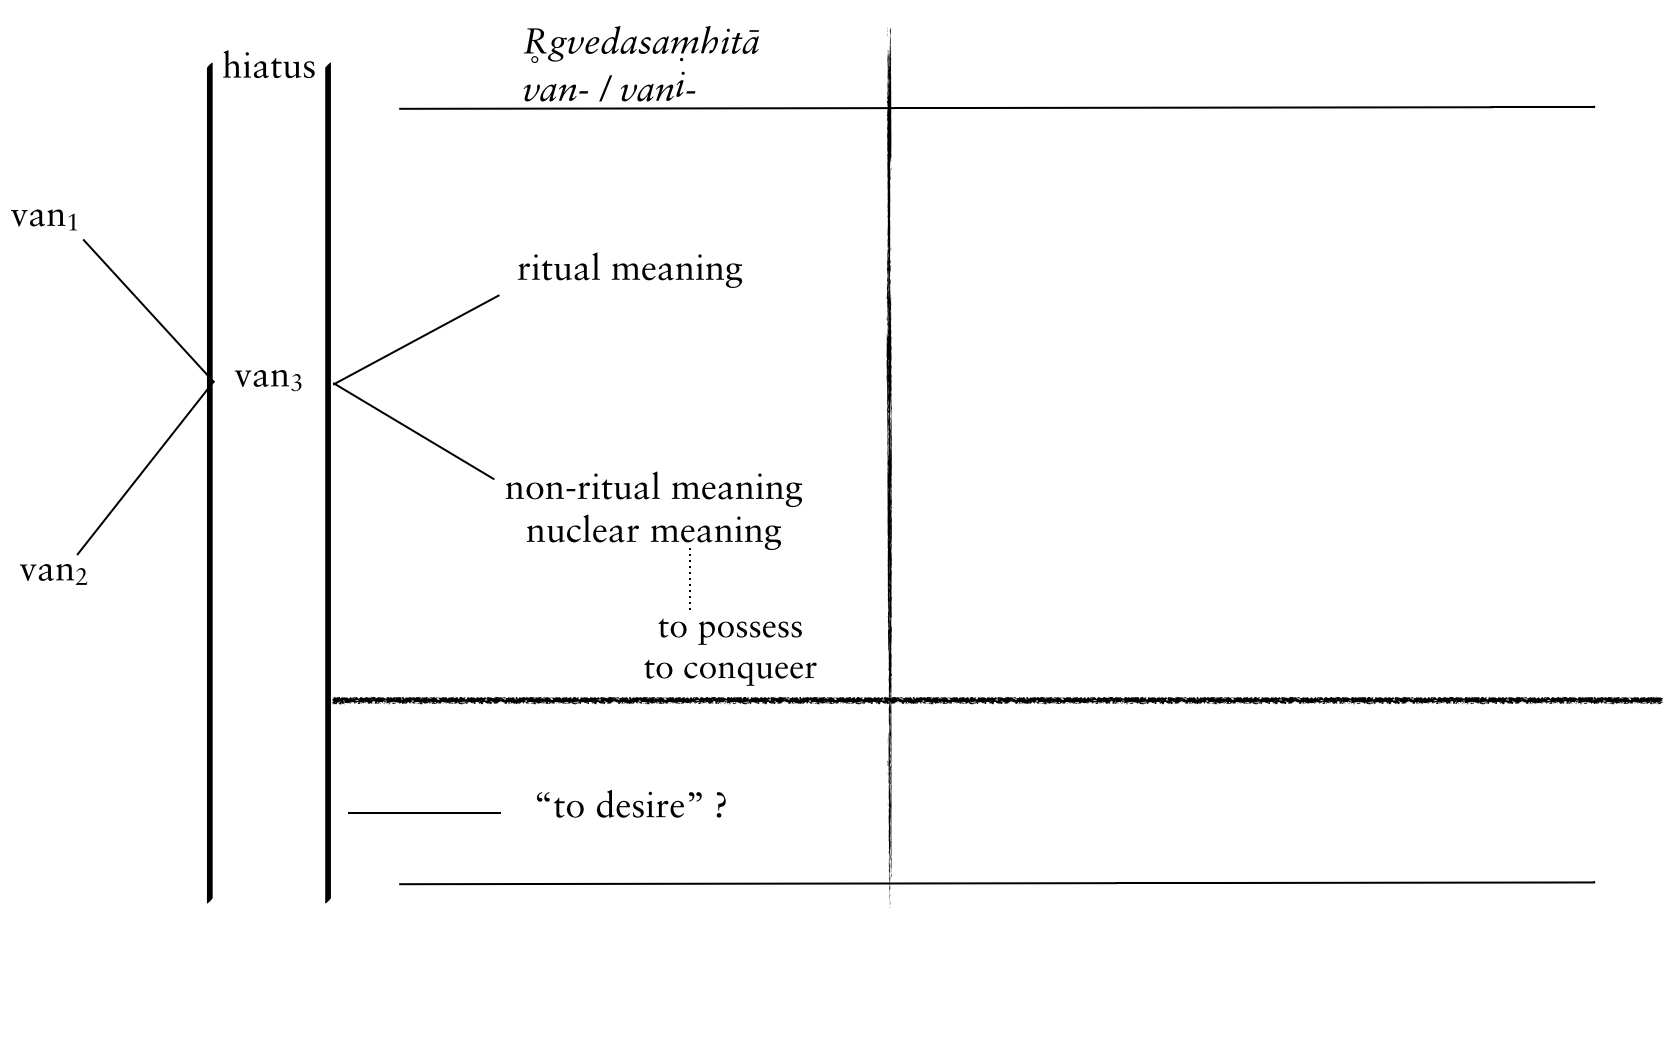 hiatus
R̥gvedasaṃhitā
van- / vanⁱ-
van₁
ritual meaning
van₃
non-ritual meaning
nuclear meaning
van₂
to possess
to conqueer
“to desire” ?